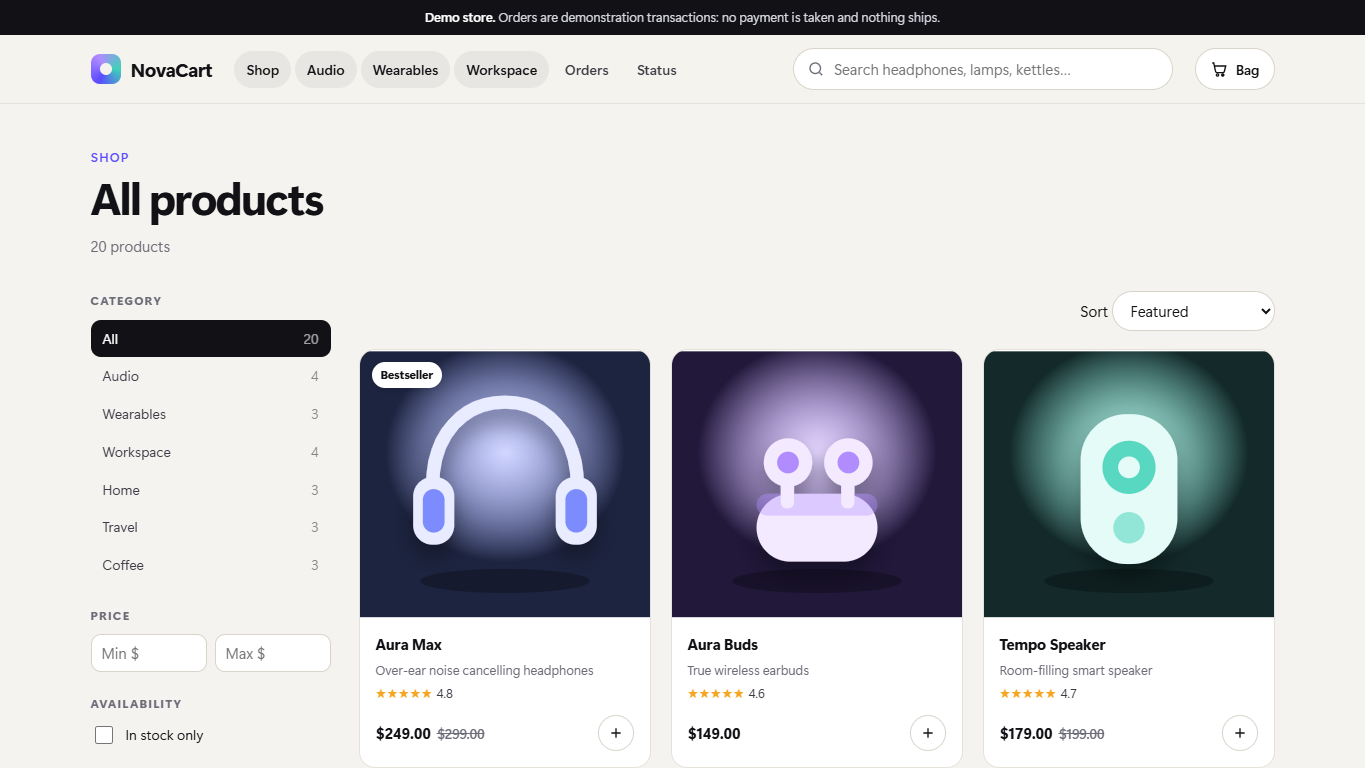 Demo store. Orders are demonstration transactions: no payment is taken and nothing ships.
NovaCart Shop Audio Wearables Workspace Orders Status Search headphones, lamps, kettles... Bag
SHOP
All products
20 products
CATEGORY
All 20
Audio 4
Wearables 3
Workspace 4
Home 3
Travel 3
Coffee 3
PRICE
Min $ Max $
AVAILABILITY
In stock only
Sort Featured
Bestseller
Aura Max
Over-ear noise cancelling headphones
★★★★★ 4.8
$249.00 $299.00 +
Aura Buds
True wireless earbuds
★★★★★ 4.6
$149.00 +
Tempo Speaker
Room-filling smart speaker
★★★★★ 4.7
$179.00 $199.00 +